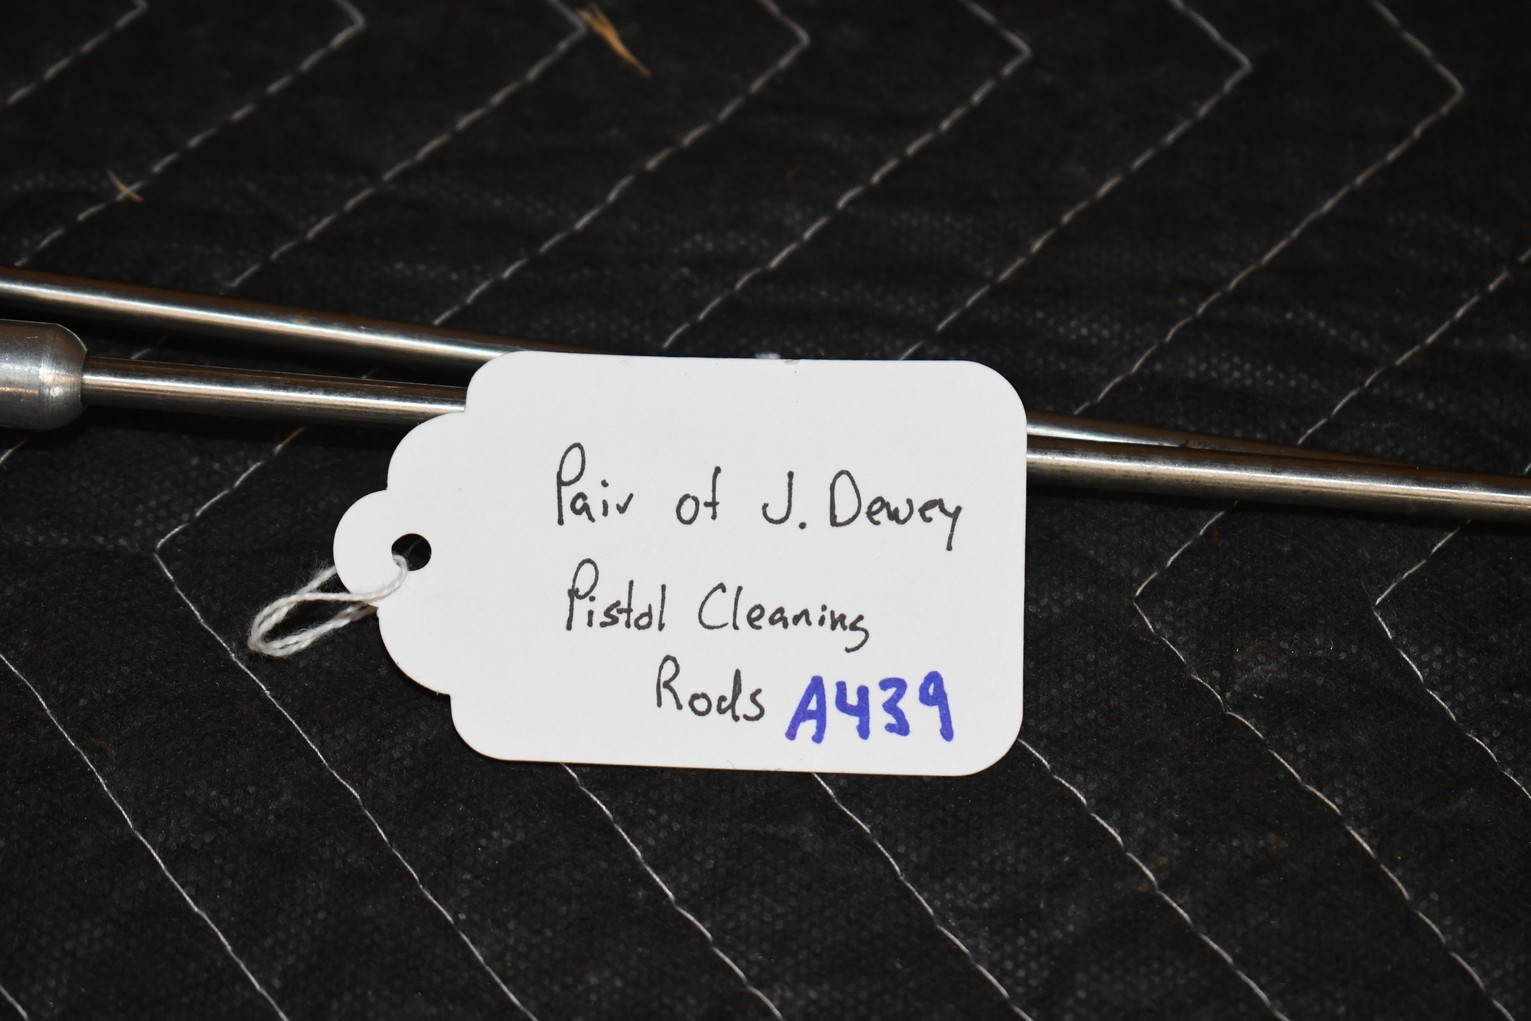 Pair of J. Dewey
Pistol Cleaning
Rods A439